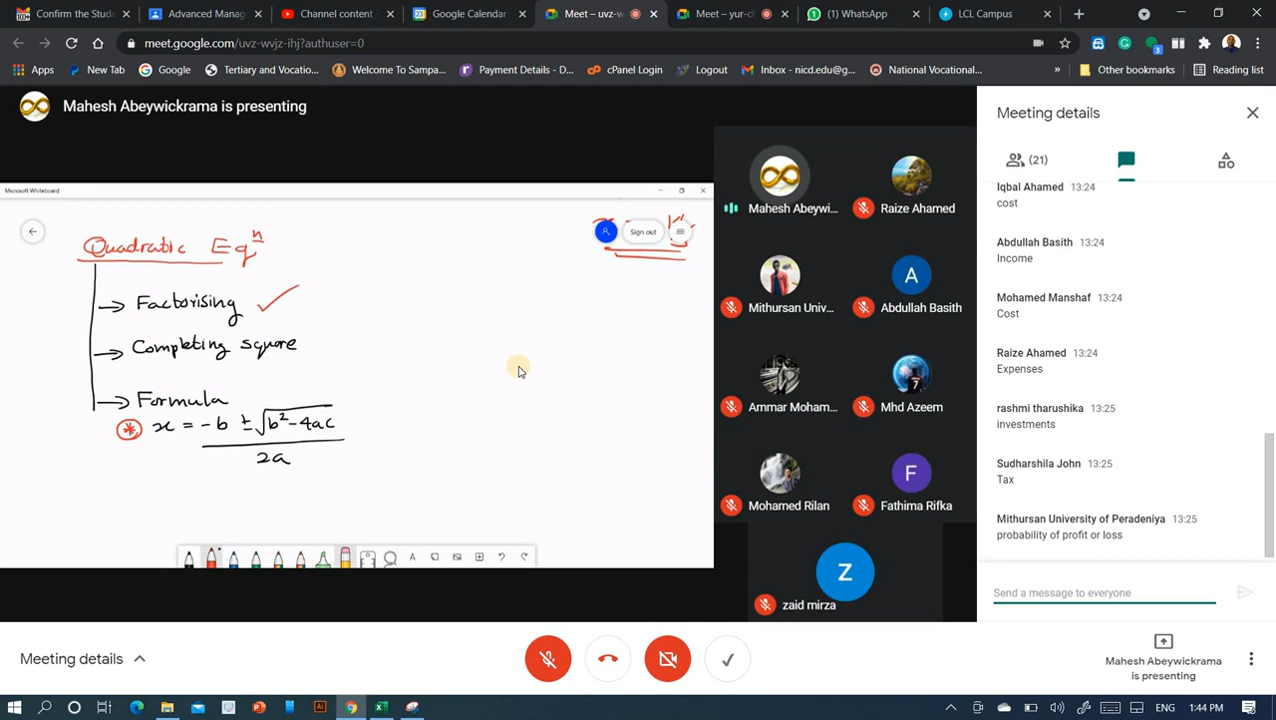 Confirm the Stude
Advanced Manag
Channel content
Google Calendar
Meet – uvz-w
Meet – yur-c
(1) WhatsApp
LCL Campus
meet.google.com/uvz-wvjz-ihj?authuser=0
Apps
New Tab
Google
Tertiary and Vocatio...
Welcome To Sampa...
Payment Details - D...
cPanel Login
Logout
Inbox - nicd.edu@g...
National Vocational...
»
Other bookmarks
Reading list
Mahesh Abeywickrama is presenting
Microsoft Whiteboard
Sign out
Quadratic Eqⁿ
→ Factorising ✓
→ Completing square
→ Formula
* x = -b ± √b² - 4ac
2a
Mahesh Abeywi...
Raize Ahamed
Mithursan Univ...
A
Abdullah Basith
Ammar Moham...
Mhd Azeem
Mohamed Rilan
F
Fathima Rifka
Z
zaid mirza
Meeting details
(21)
Iqbal Ahamed 13:24
cost
Abdullah Basith 13:24
Income
Mohamed Manshaf 13:24
Cost
Raize Ahamed 13:24
Expenses
rashmi tharushika 13:25
investments
Sudharshila John 13:25
Tax
Mithursan University of Peradeniya 13:25
probability of profit or loss
Send a message to everyone
Meeting details
Mahesh Abeywickrama
is presenting
ENG
1:44 PM